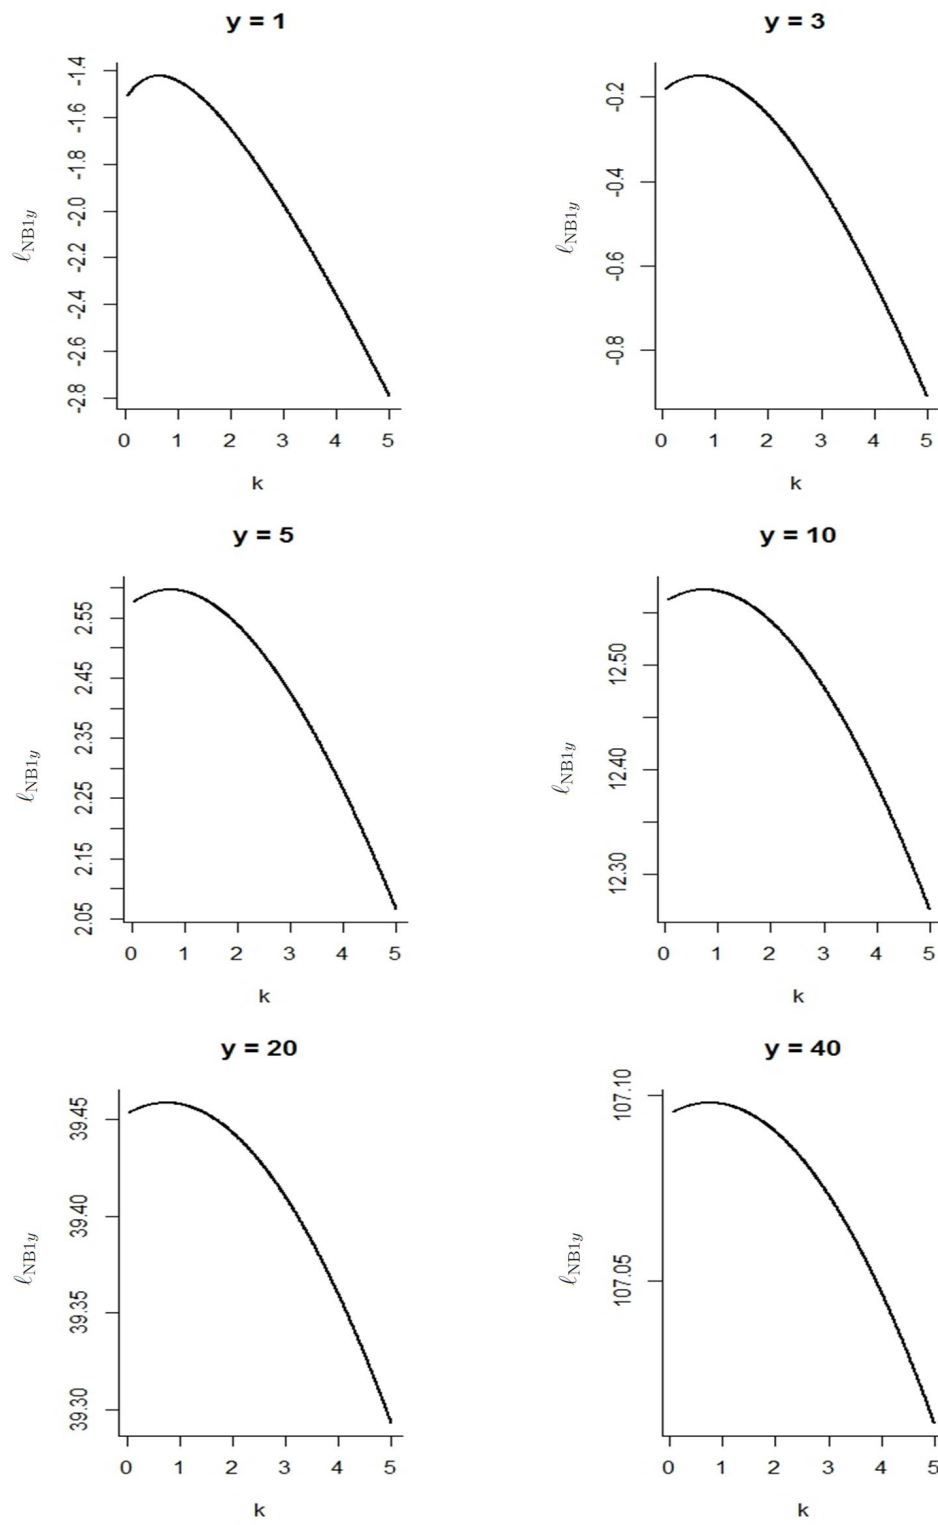 y = 1
-1.4
-1.6
-1.8
-2.0
-2.2
-2.4
-2.6
-2.8
ℓNB1y
0 1 2 3 4 5
k
y = 3
-0.2
-0.4
-0.6
-0.8
ℓNB1y
0 1 2 3 4 5
k
y = 5
2.55
2.45
2.35
2.25
2.15
2.05
ℓNB1y
0 1 2 3 4 5
k
y = 10
12.50
12.40
12.30
ℓNB1y
0 1 2 3 4 5
k
y = 20
39.45
39.40
39.35
39.30
ℓNB1y
0 1 2 3 4 5
k
y = 40
107.10
107.05
ℓNB1y
0 1 2 3 4 5
k